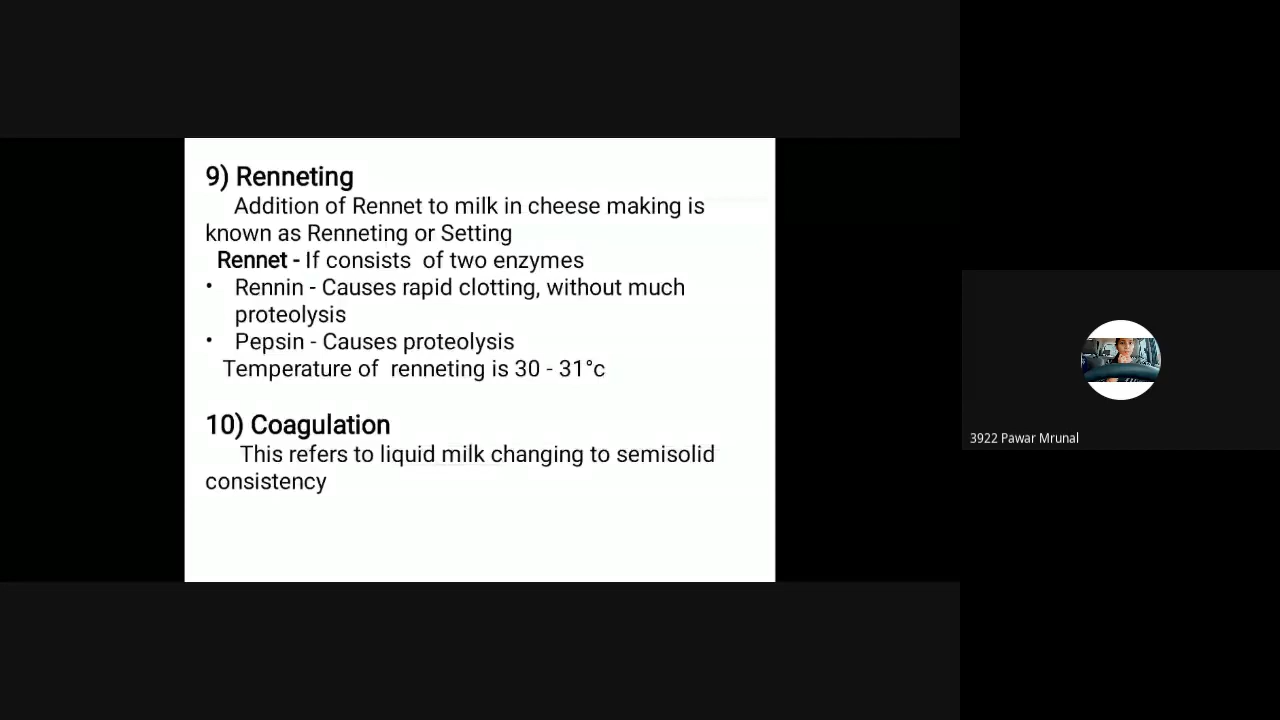 9) Renneting
Addition of Rennet to milk in cheese making is
known as Renneting or Setting
Rennet - If consists of two enzymes
• Rennin - Causes rapid clotting, without much
proteolysis
• Pepsin - Causes proteolysis
Temperature of renneting is 30 - 31°c
10) Coagulation
This refers to liquid milk changing to semisolid
consistency
3922 Pawar Mrunal